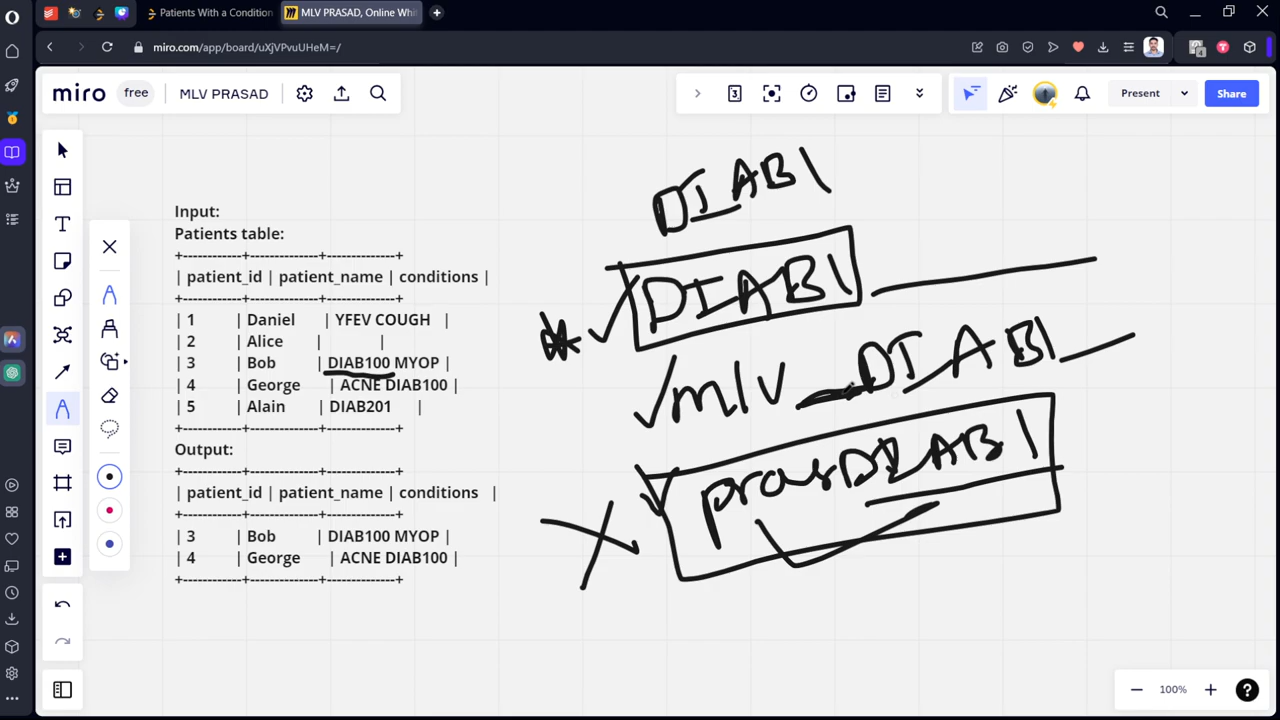 Patients With a Condition
MLV PRASAD, Online Whi
miro.com/app/board/uXjVPvuUHeM=/
4
miro free MLV PRASAD
3
Present
Share
Input:
Patients table:
+------------+--------------+------------+
| patient_id | patient_name | conditions |
+------------+--------------+------------+
| 1 | Daniel | YFEV COUGH |
| 2 | Alice | |
| 3 | Bob | DIAB100 MYOP |
| 4 | George | ACNE DIAB100 |
| 5 | Alain | DIAB201 |
+------------+--------------+------------+
Output:
+------------+--------------+------------+
| patient_id | patient_name | conditions |
+------------+--------------+------------+
| 3 | Bob | DIAB100 MYOP |
| 4 | George | ACNE DIAB100 |
+------------+--------------+------------+
DIAB1
DIAB1
mlv DIAB1
prasDIAB1
100%